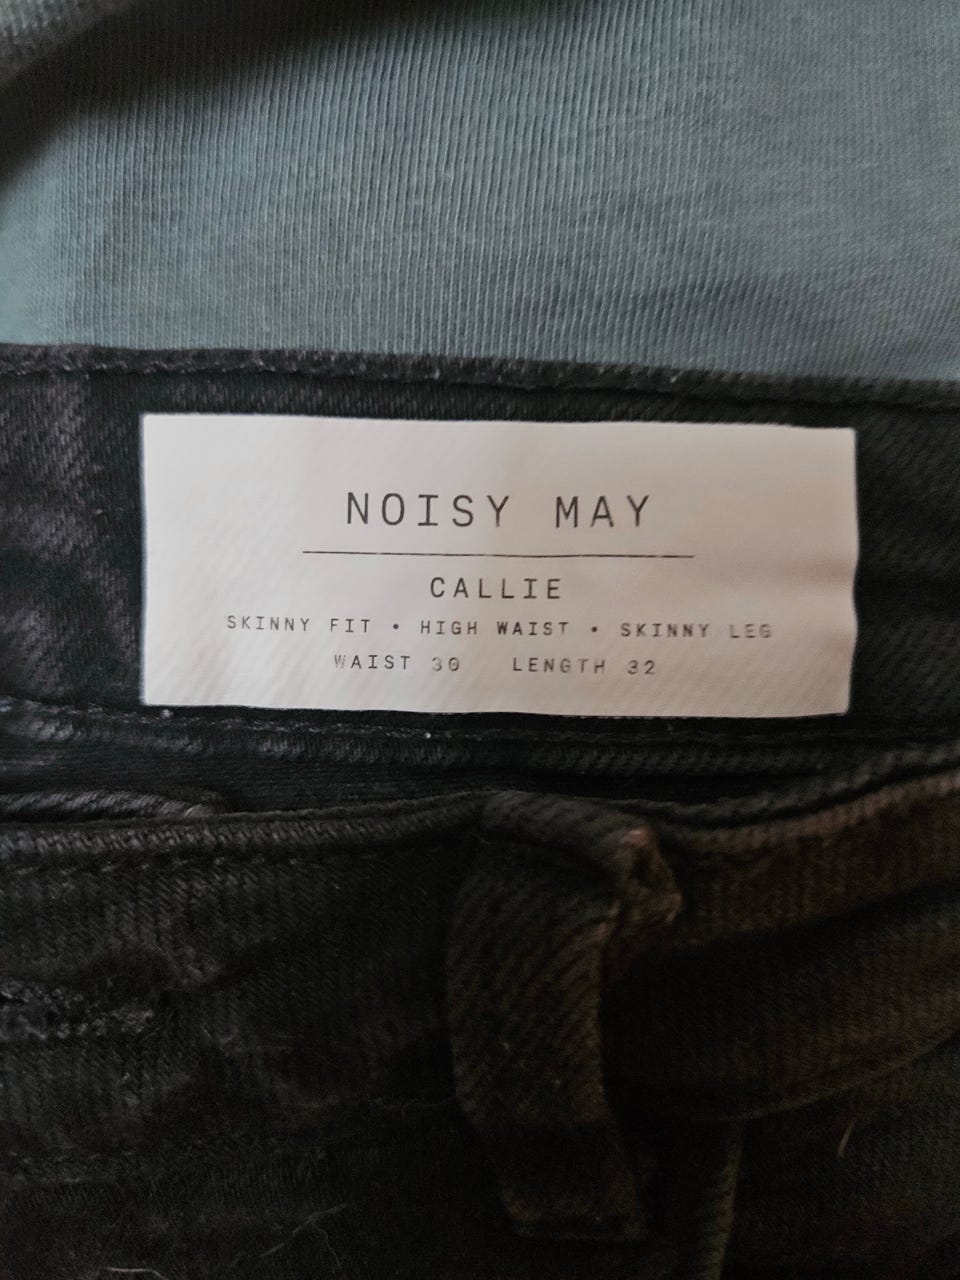 NOISY MAY
CALLIE
SKINNY FIT • HIGH WAIST • SKINNY LEG
WAIST 30 LENGTH 32